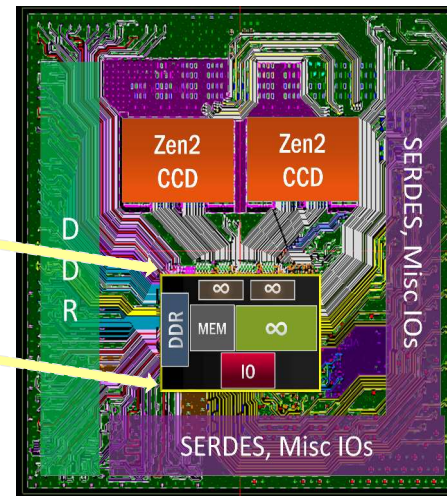 Zen2
CCD
Zen2
CCD
D
D
R
SERDES, Misc IOs
∞
∞
DDR
MEM
∞
IO
SERDES, Misc IOs